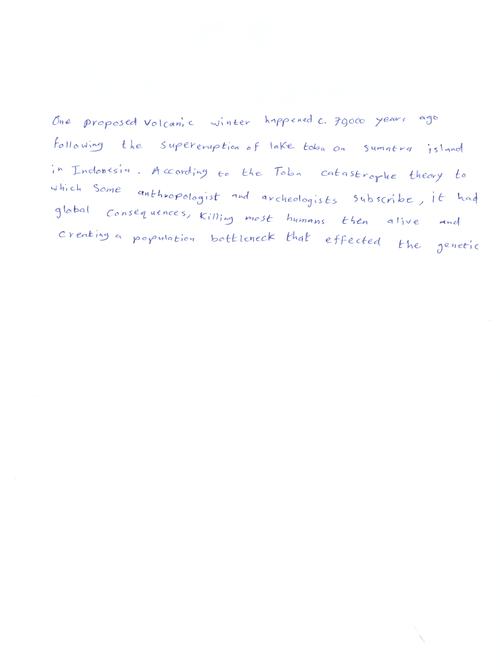 One proposed volcanic winter happened c. 70000 years ago
following the supereruption of lake toba on sumatra island
in Indonesia. According to the Toba catastrophe theory to
which some anthropologist and archeologists subscribe, it had
global consequences, killing most humans then alive and
creating a population bottleneck that effected the genetic